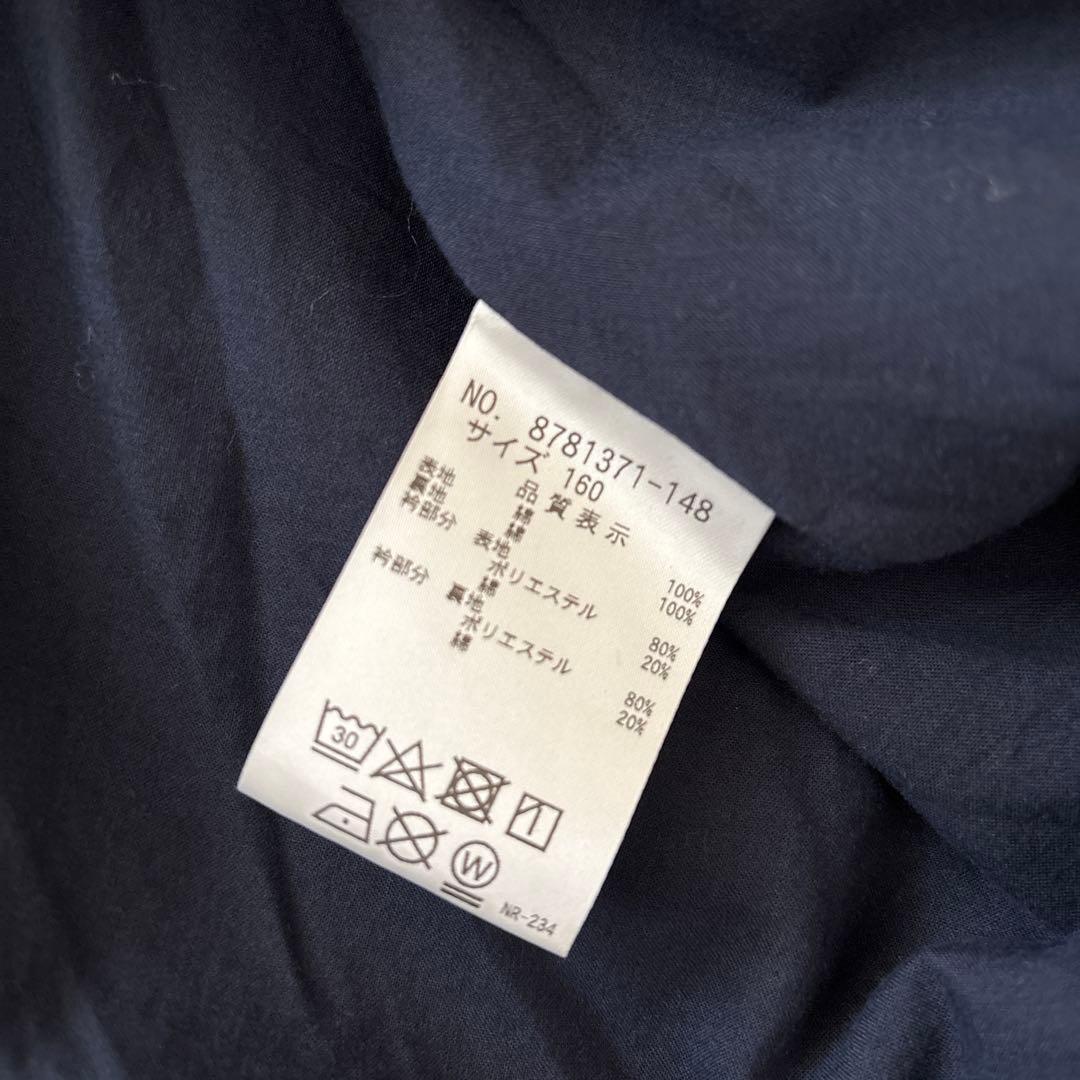 NO. 8781371-148
サイズ 160
品質表示
表地 綿 100%
裏地 綿 100%
衿部分 表地
ポリエステル 80%
綿 20%
衿部分 裏地
ポリエステル 80%
綿 20%
30
W
NR-234